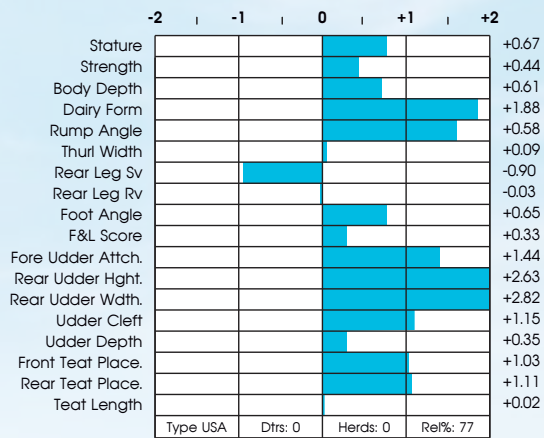 -2 -1 0 +1 +2
Stature +0.67
Strength +0.44
Body Depth +0.61
Dairy Form +1.88
Rump Angle +0.58
Thurl Width +0.09
Rear Leg Sv -0.90
Rear Leg Rv -0.03
Foot Angle +0.65
F&L Score +0.33
Fore Udder Attch. +1.44
Rear Udder Hght. +2.63
Rear Udder Wdth. +2.82
Udder Cleft +1.15
Udder Depth +0.35
Front Teat Place. +1.03
Rear Teat Place. +1.11
Teat Length +0.02
Type USA Dtrs: 0 Herds: 0 Rel%: 77